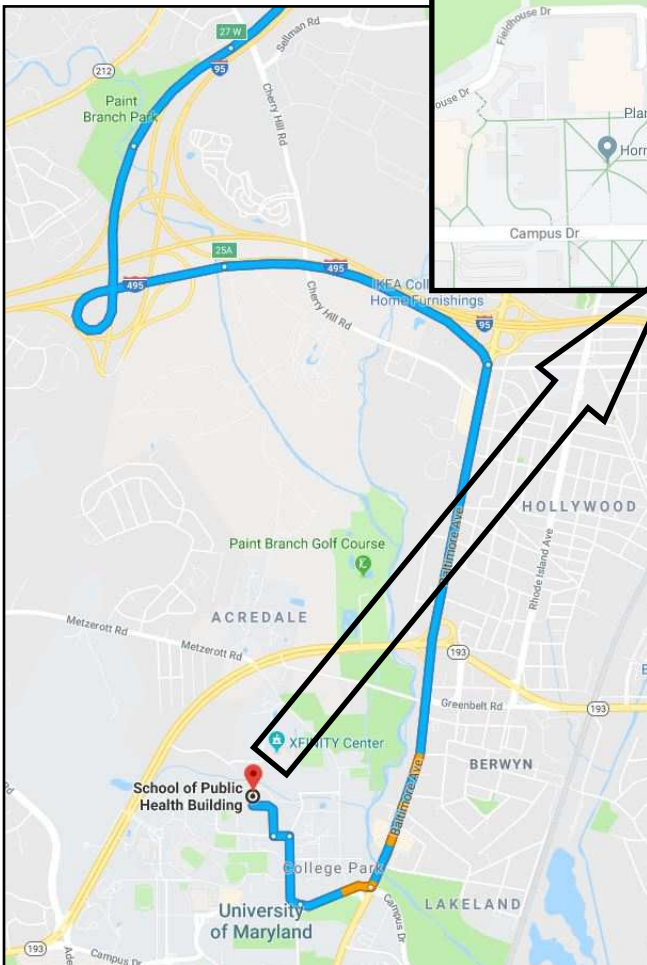 27 W
Sellman Rd
95
212
Paint
Branch Park
Cherry Hill Rd
Fieldhouse Dr
house Dr
Campus Dr
25A
495
495
IKEA Coll
Home Furnishings
Cherry Hill Rd
95
HOLLYWOOD
Baltimore Ave
Rhode Island Ave
Paint Branch Golf Course
ACREDALE
Metzerott Rd
Metzerott Rd
193
Greenbelt Rd
193
XFINITY Center
BERWYN
School of Public
Health Building
Baltimore Ave
College Park
University
of Maryland
Campus Dr
LAKELAND
193
Campus Dr